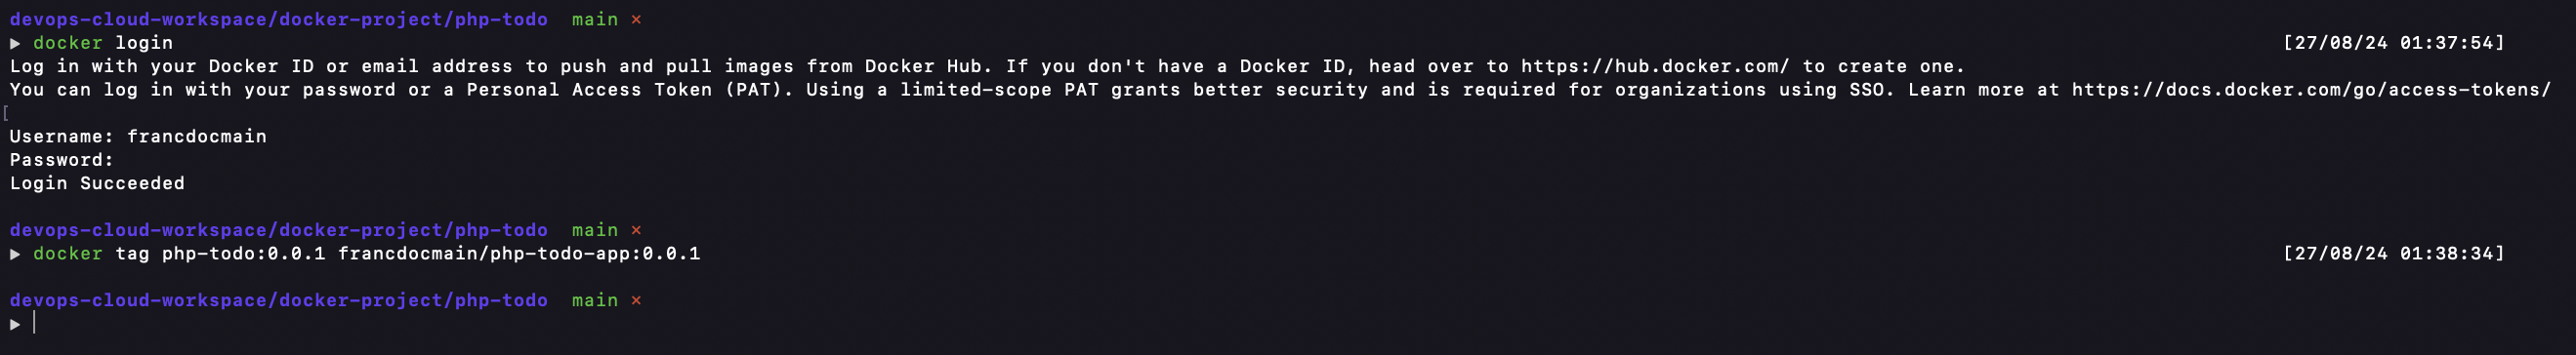 devops-cloud-workspace/docker-project/php-todo main ×
▶ docker login [27/08/24 01:37:54]
Log in with your Docker ID or email address to push and pull images from Docker Hub. If you don't have a Docker ID, head over to https://hub.docker.com/ to create one.
You can log in with your password or a Personal Access Token (PAT). Using a limited-scope PAT grants better security and is required for organizations using SSO. Learn more at https://docs.docker.com/go/access-tokens/
[
Username: francdocmain
Password:
Login Succeeded
devops-cloud-workspace/docker-project/php-todo main ×
▶ docker tag php-todo:0.0.1 francdocmain/php-todo-app:0.0.1 [27/08/24 01:38:34]
devops-cloud-workspace/docker-project/php-todo main ×
▶